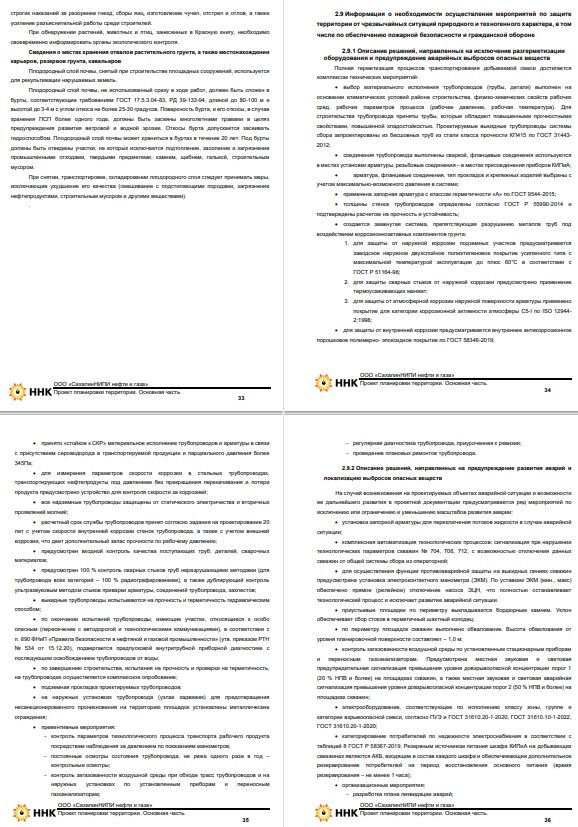 строгих наказаний за разорение гнезд, сборы яиц, изготовление чучел, отстрел и отлов, а также
усиление разъяснительной работы среди строителей.
При обнаружении растений, животных и птиц, занесенных в Красную книгу, необходимо
своевременно информировать органы экологического контроля.
Сведения о местах хранения отвалов растительного грунта, а также местонахождении
карьеров, резервов грунта, кавальеров
Плодородный слой почвы, снятый при строительстве площадных сооружений, используется
для рекультивации нарушаемых земель.
Плодородный слой почвы, не использованный сразу в ходе работ, должен быть сложен в
бурты, соответствующие требованиям ГОСТ 17.5.3.04-83, РД 39-133-94, длиной до 80-100 м и
высотой до 3-4 м с углом откоса не более 25-30 градусов. Поверхность бурта, и его откосы, в случае
хранения ПСП более одного года, должны быть засеяны многолетними травами в целях
предупреждения развития ветровой и водной эрозии. Откосы бурта допускается засевать
гидропособом. Плодородный слой почвы может храниться в буртах в течение 20 лет. Под бурты
должны быть отведены участки, на которых исключается подтопление, засоление и загрязнение
промышленными отходами, твердыми предметами, камнем, щебнем, галькой, строительным
мусором.
При снятии, транспортировке, складировании плодородного слоя следует принимать меры,
исключающие ухудшение его качества (смешивание с подстилающими породами, загрязнение
нефтепродуктами, строительным мусором и другими веществами).
ННК
ООО «СахалинНИПИ нефти и газа»
Проект планировки территории. Основная часть.
33
2.9 Информация о необходимости осуществления мероприятий по защите
территории от чрезвычайных ситуаций природного и техногенного характера, в том
числе по обеспечению пожарной безопасности и гражданской обороне
2.9.1 Описание решений, направленных на исключение разгерметизации
оборудования и предупреждение аварийных выбросов опасных веществ
Полная герметизация процессов транспортирования добываемой смеси достигается
комплексом технических мероприятий:
• выбор материального исполнения трубопроводов (трубы, детали) выполнен на
основании климатических условий района строительства, физико-химических свойств рабочих
сред, рабочих параметров процесса (рабочее давление, рабочая температура). Для
строительства трубопровода приняты трубы, которые обладают повышенными прочностными
свойствами, повышенной хладостойкостью. Проектируемые выкидные трубопроводы системы
сбора запроектированы из бесшовных труб из стали класса прочности КП415 по ГОСТ 31443-
2012;
• соединения трубопровода выполнены сваркой, фланцевые соединения используются
в местах установки арматуры, резьбовые соединения – в местах присоединения приборов КИПиА;
• арматура, фланцевые соединения, тип прокладок и крепежных изделий выбраны с
учетом максимально-возможного давления в системе;
• применена запорная арматура с классом герметичности «А» по ГОСТ 9544-2015;
• толщины стенок трубопроводов определены согласно ГОСТ Р 55990-2014 и
подтверждены расчетом на прочность и устойчивость;
• создается замкнутая система, препятствующая разрушению металла труб под
воздействием коррозионноактивных компонентов грунта:
1. для защиты от наружной коррозии подземных участков предусматривается
заводское наружное двухслойное полиэтиленовое покрытие усиленного типа с
максимальной температурой эксплуатации до плюс 60°С в соответствии с
ГОСТ Р 51164-98;
2. для защиты сварных стыков от наружной коррозии предусмотрено применение
термоусаживающих манжет;
3. для защиты от атмосферной коррозии наружной поверхности арматуры применено
покрытие для категории коррозионной активности атмосферы С5-I по ISO 12944-
2:1998;
• для защиты от внутренней коррозии предусматривается внутреннее антикоррозионное
порошковое полимерно- эпоксидное покрытие по ГОСТ 58346-2019;
ННК
ООО «СахалинНИПИ нефти и газа»
Проект планировки территории. Основная часть.
34
• принято «стойкое к СКР» материальное исполнение трубопроводов и арматуры в связи
с присутствием сероводорода в транспортируемой продукции и парциального давления более
345Па;
• для измерения параметров скорости коррозии в стальных трубопроводах,
транспортирующих нефтепродукты под давлением без прекращения перекачивания и потери
продукта предусмотрено устройство для контроля скорости за коррозией;
• все надземные трубопроводы защищены от статического электричества и вторичных
проявлений молний;
• расчетный срок службы трубопроводов принят согласно задания на проектирование 20
лет с учетом скорости внутренней коррозии стенок трубопровода, а также с учетом внешней
коррозии, что дает дополнительный запас прочности по рабочему давлению;
• предусмотрен входной контроль качества поступающих труб, деталей, сварочных
материалов;
• предусмотрен 100 % контроль сварных стыков труб неразрушающими методами (для
трубопровода всех категорий – 100 % радиографированием), а также дублирующий контроль
ультразвуковым методом стыков приварки арматуры, соединений трубопровода, захлестов;
• выкидные трубопроводы испытываются на прочность и герметичность гидравлическим
способом;
• по окончании испытаний трубопроводы, имеющие участки, относящихся к особо
опасным (пересечение с автодорогой и технологическими коммуникациями), в соответствии с
п. 890 ФНиП «Правила безопасности в нефтяной и газовой промышленности» (утв. приказом РТН
№ 534 от 15.12.20), подвергается предпусковой внутритрубной приборной диагностике с
последующим освобождением трубопроводов от воды;
• по завершению строительства, испытания на прочность и проверки на герметичность,
на трубопроводе осуществляется комплексное опробование;
• подземная прокладка проектируемых трубопроводов;
• на наружных установках трубопровода (узлах задвижек) для предотвращения
несанкционированного проникновения на территорию площадок установлены металлические
ограждения;
• превентивные мероприятия:
– контроль параметров технологического процесса транспорта рабочего продукта
посредствам наблюдения за давлением по показаниям манометров;
– постоянные осмотры состояния трубопровода, не реже одного раза в год –
контрольные осмотры;
– контроль загазованности воздушной среды при обходе трасс трубопроводов и на
наружных установках по установленным приборам и переносным
газоанализаторам;
ННК
ООО «СахалинНИПИ нефти и газа»
Проект планировки территории. Основная часть.
35
– регулярная диагностика трубопровода, приуроченная к ревизии;
– проведение плановых ремонтов трубопровода.
2.9.2 Описание решений, направленных на предупреждение развития аварий и
локализацию выбросов опасных веществ
На случай возникновения на проектируемых объектах аварийной ситуации и возможности
ее дальнейшего развития в проектной документации предусматривается ряд мероприятий по
исключению или ограничению и уменьшению масштабов развития аварии:
• установка запорной арматуры для переключения потоков жидкости в случае аварийной
ситуации;
• комплексная автоматизация технологических процессов: сигнализация при нарушении
технологических параметров скважин № 704, 706, 712, с возможностью отключения данных
скважин от общей системы сбора из операторной;
• для осуществления функции противоаварийной защиты на выкидных линиях скважин
предусмотрена установка электроконтактного манометра (ЭКМ). По уставкам ЭКМ (мин., макс)
обеспечено прямое (релейное) отключение насоса ЭЦН, что полностью останавливает
технологический процесс и исключает развитие аварийной ситуации.
• приустьевые площадки по периметру выкладывается бордюрным камнем. Уклон
обеспечивает сбор стоков в герметичный шахтный колодец;
• по периметру площадок скважин выполнено обвалование. Высота обвалования от
уровня планировочной поверхности составляет – 1,0 м;
• контроль загазованности воздушной среды по установленным стационарным приборам
и переносным газоанализаторам. Предусмотрена местная звуковая и световая
предупредительная сигнализация превышения уровня довзрывоопасной концентрации порог 1
(20 % НПВ и более) на площадках скважин, а также местная звуковая и световая аварийная
сигнализация превышения уровня довзрывоопасной концентрации порог 2 (50 % НПВ и более) на
площадках скважин;
• электрооборудование, соответствующее по исполнению классу зоны, группе и
категории взрывоопасной смеси, согласно ПУЭ и ГОСТ 31610.20-1-2020, ГОСТ 31610.10-1-2022,
ГОСТ 31610.20-1-2020;
• категорирование потребителей по надежности электроснабжения в соответствии с
таблицей 8 ГОСТ Р 58367-2019. Резервным источником питания шкафа КИПиА на добывающих
скважинах являются АКБ, входящие в состав каждого шкафа и обеспечивающие дополнительное
резервирование потребителей на период восстановления основного питания (время
резервирования – не менее 1 часа);
• организационные мероприятия:
– разработка плана ликвидации аварий;
ННК
ООО «СахалинНИПИ нефти и газа»
Проект планировки территории. Основная часть.
36